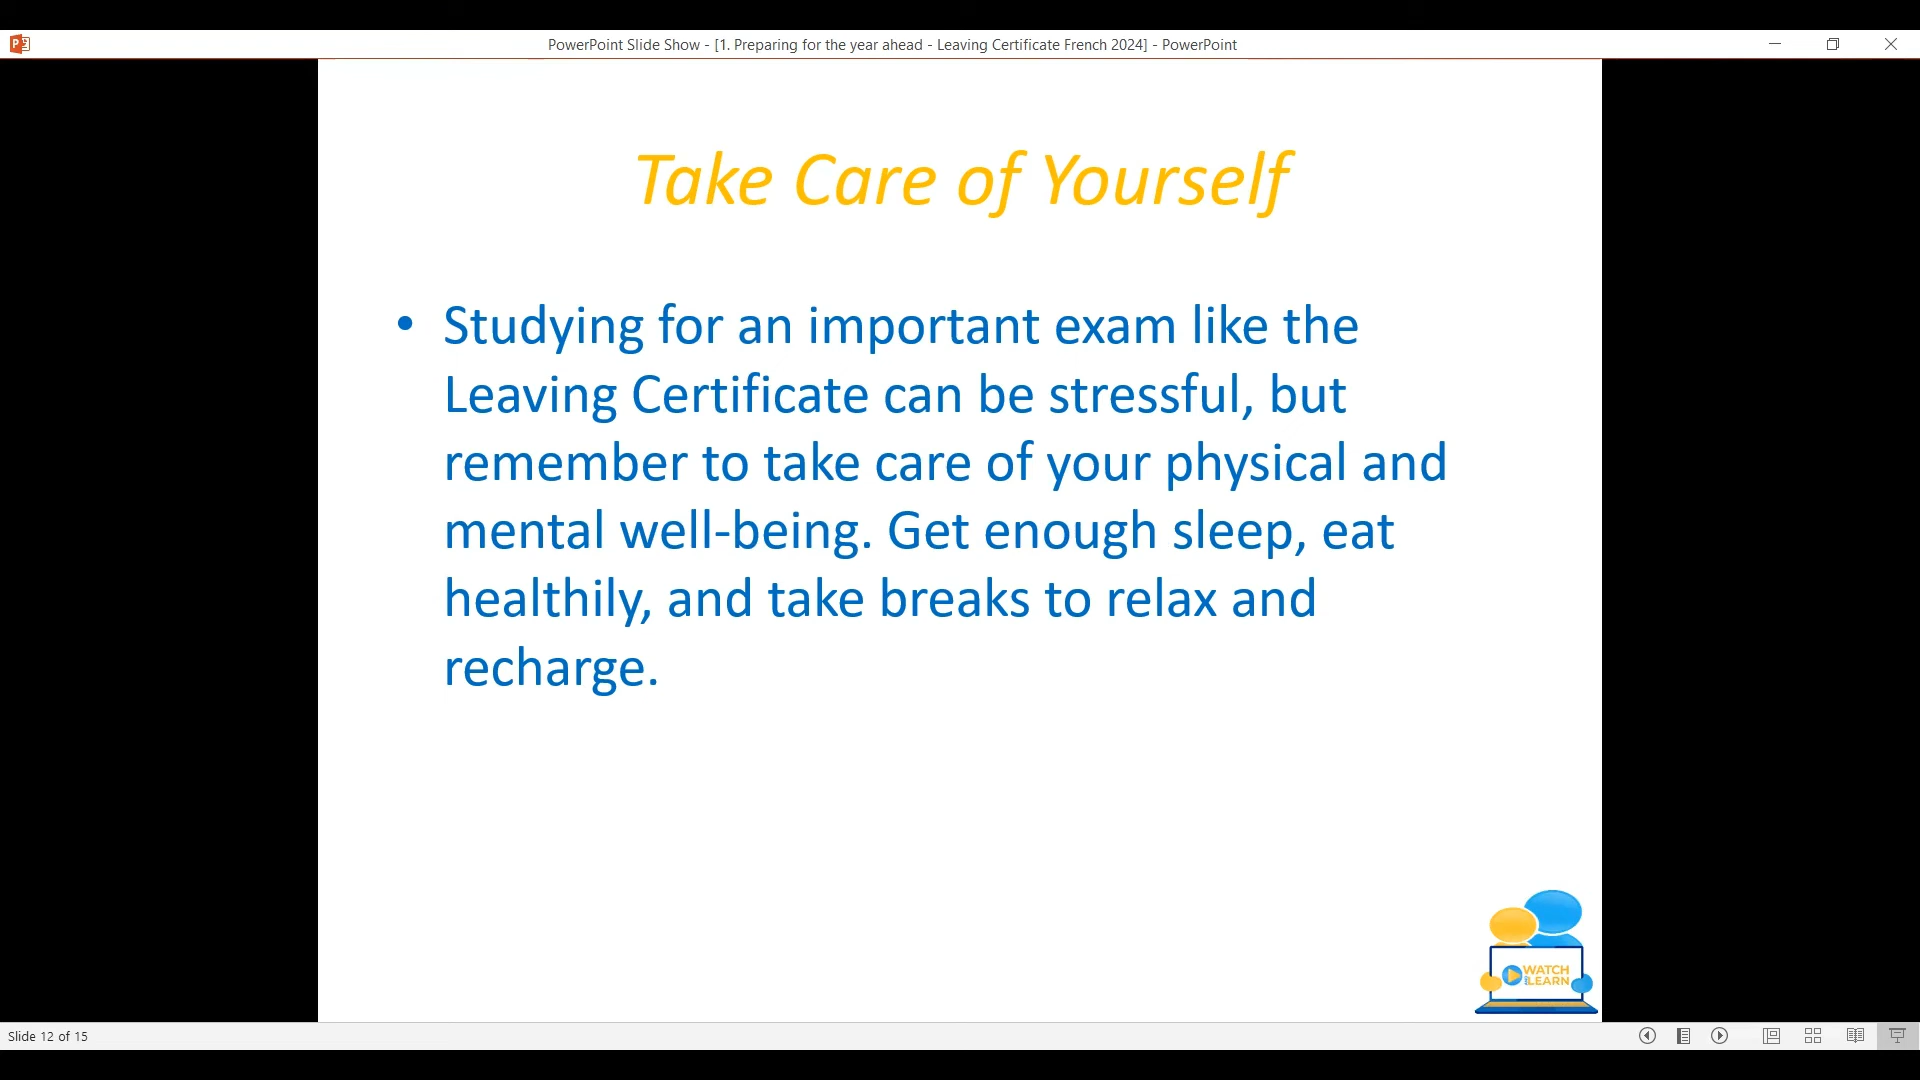 PowerPoint Slide Show - [1. Preparing for the year ahead - Leaving Certificate French 2024] - PowerPoint
Take Care of Yourself
• Studying for an important exam like the
Leaving Certificate can be stressful, but
remember to take care of your physical and
mental well-being. Get enough sleep, eat
healthily, and take breaks to relax and
recharge.
WATCH
LEARN
Slide 12 of 15